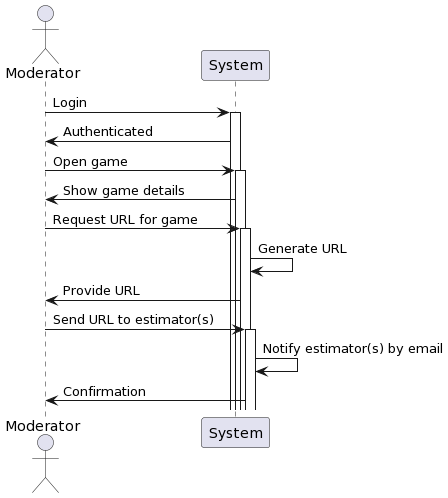 Moderator
System
Login
Authenticated
Open game
Show game details
Request URL for game
Generate URL
Provide URL
Send URL to estimator(s)
Notify estimator(s) by email
Confirmation
Moderator
System